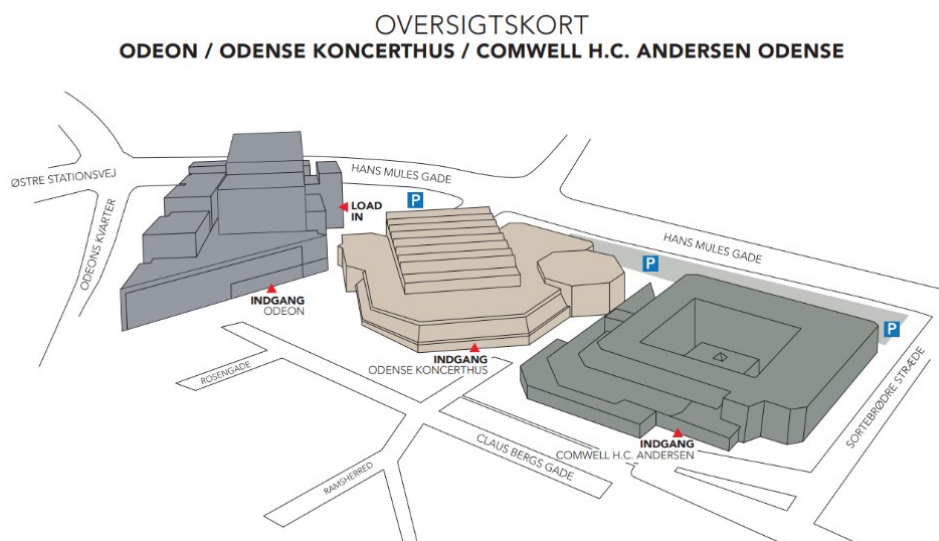 OVERSIGTSKORT
ODEON / ODENSE KONCERTHUS / COMWELL H.C. ANDERSEN ODENSE
ØSTRE STATIONSVEJ
HANS MULES GADE
ODEONS KVARTER
LOAD
IN
P
HANS MULES GADE
P
P
INDGANG
ODEON
INDGANG
ODENSE KONCERTHUS
ROSENGADE
SORTEBRØDRE STRÆDE
INDGANG
COMWELL H.C. ANDERSEN
CLAUS BERGS GADE
RAMSHERRED